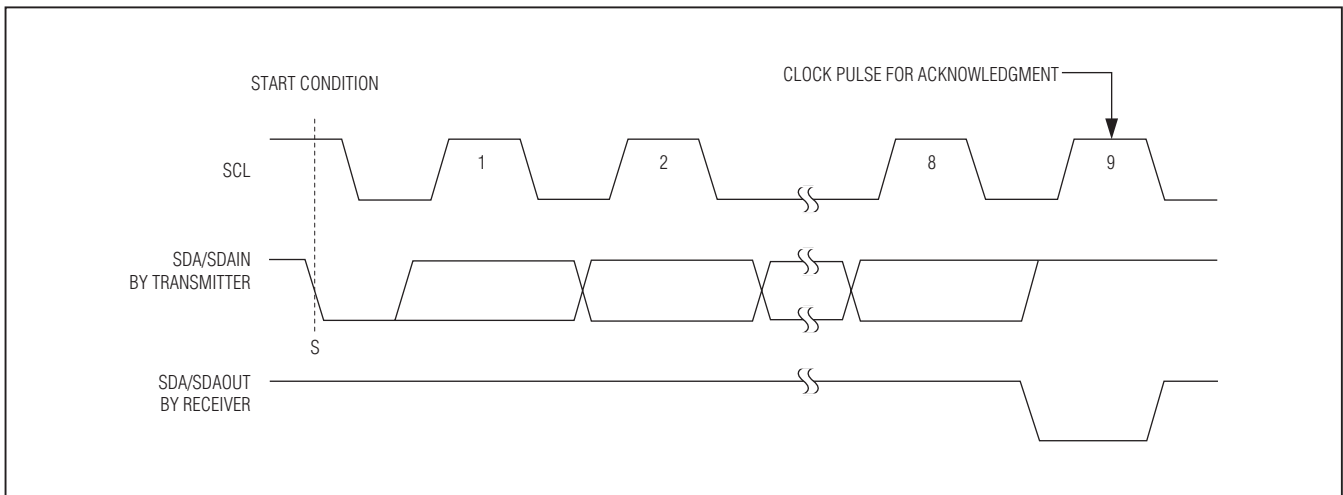 START CONDITION
CLOCK PULSE FOR ACKNOWLEDGMENT
SCL
1
2
8
9
SDA/SDAIN
BY TRANSMITTER
S
SDA/SDAOUT
BY RECEIVER